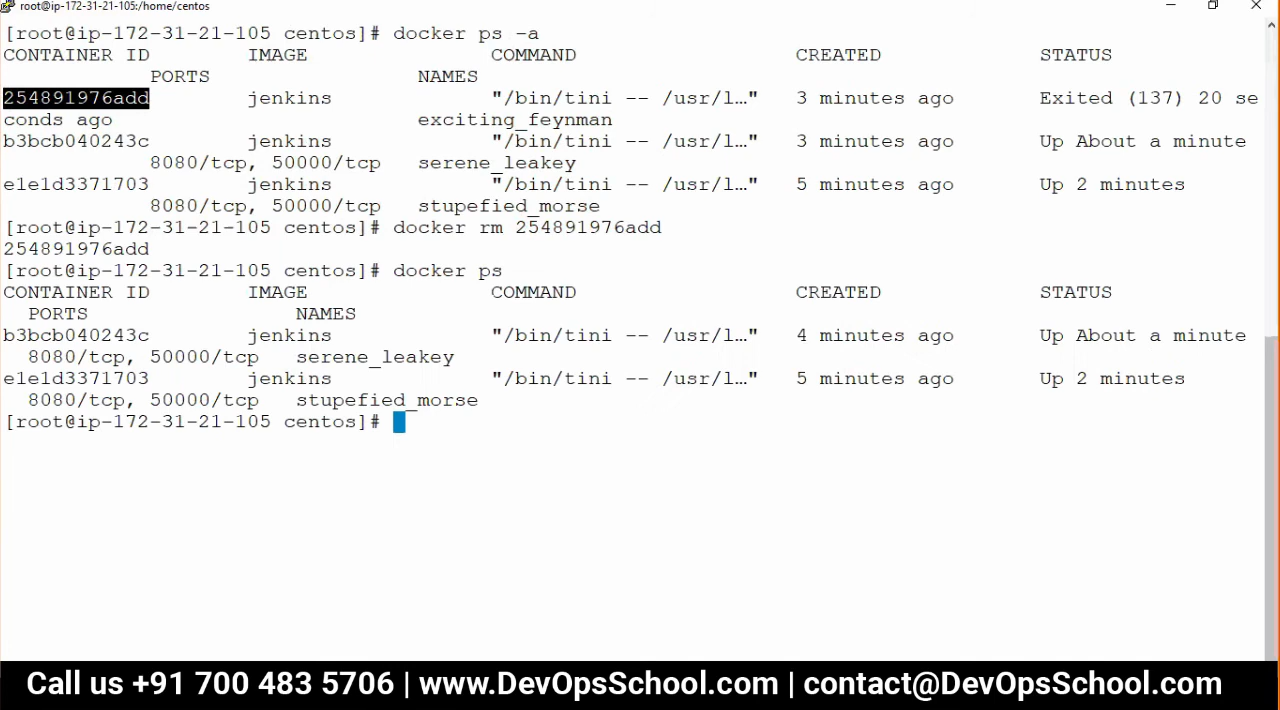 root@ip-172-31-21-105:/home/centos
[root@ip-172-31-21-105 centos]# docker ps -a
CONTAINER ID        IMAGE               COMMAND                  CREATED             STATUS
            PORTS                 NAMES
254891976add        jenkins             "/bin/tini -- /usr/l…"   3 minutes ago       Exited (137) 20 se
conds ago                         exciting_feynman
b3bcb040243c        jenkins             "/bin/tini -- /usr/l…"   3 minutes ago       Up About a minute
            8080/tcp, 50000/tcp   serene_leakey
e1e1d3371703        jenkins             "/bin/tini -- /usr/l…"   5 minutes ago       Up 2 minutes
            8080/tcp, 50000/tcp   stupefied_morse
[root@ip-172-31-21-105 centos]# docker rm 254891976add
254891976add
[root@ip-172-31-21-105 centos]# docker ps
CONTAINER ID        IMAGE               COMMAND                  CREATED             STATUS
  PORTS                 NAMES
b3bcb040243c        jenkins             "/bin/tini -- /usr/l…"   4 minutes ago       Up About a minute
  8080/tcp, 50000/tcp   serene_leakey
e1e1d3371703        jenkins             "/bin/tini -- /usr/l…"   5 minutes ago       Up 2 minutes
  8080/tcp, 50000/tcp   stupefied_morse
[root@ip-172-31-21-105 centos]#
Call us +91 700 483 5706 | www.DevOpsSchool.com | contact@DevOpsSchool.com